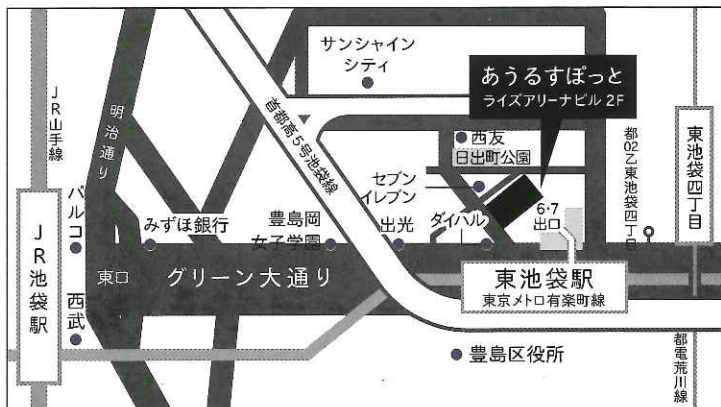 サンシャイン
シティ
あうるすぽっと
ライズアリーナビル 2F
JR山手線
明治通り
首都高5号池袋線
西友
日出町公園
都02乙東池袋四丁目
東池袋四丁目
セブン
イレブン
パルコ
みずほ銀行
豊島岡
女子学園
出光
ダイハル
6・7
出口
JR池袋駅
東口
グリーン大通り
東池袋駅
東京メトロ有楽町線
西武
豊島区役所
都電荒川線